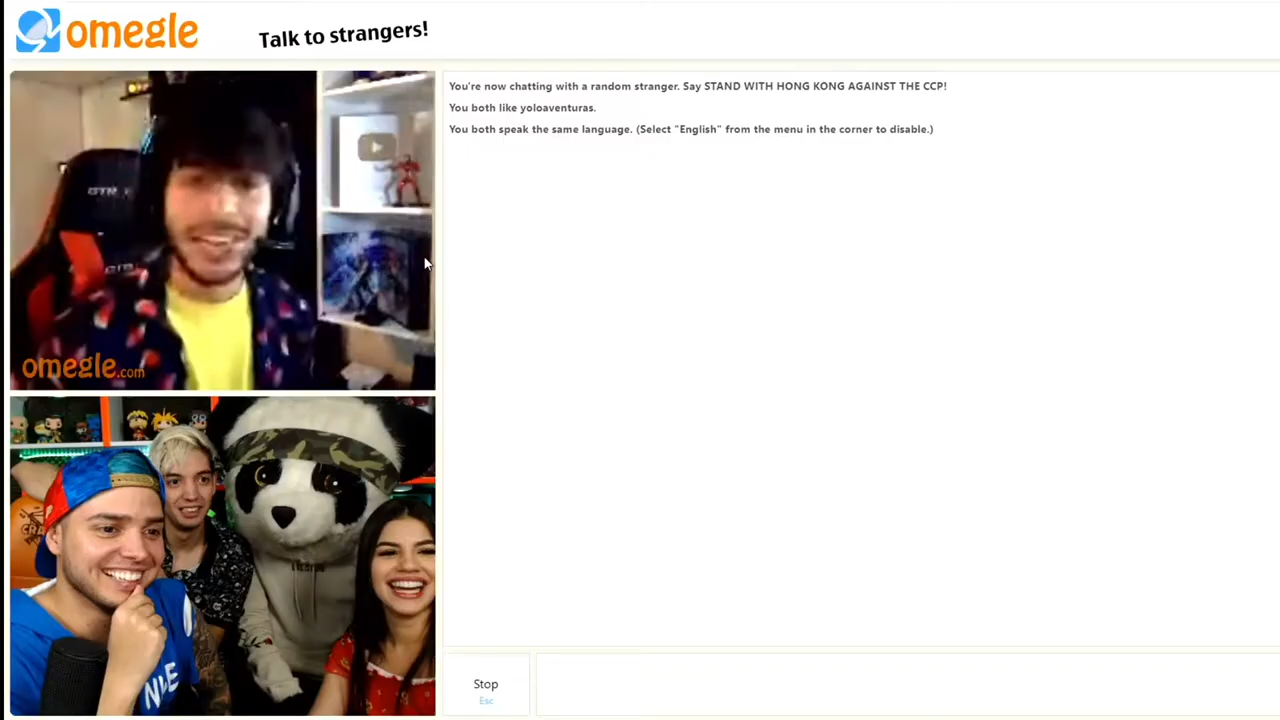 omegle
Talk to strangers!
You're now chatting with a random stranger. Say STAND WITH HONG KONG AGAINST THE CCP!
You both like yoloaventuras.
You both speak the same language. (Select "English" from the menu in the corner to disable.)
omegle.com
Stop
Esc